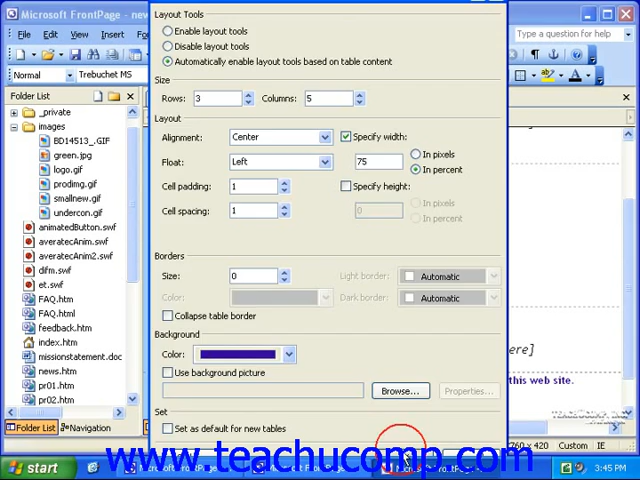 Microsoft FrontPage - new
File
Edit
View
Insert
Type a question for help
Normal
Trebuchet MS
Folder List
_private
images
BD14513_.GIF
green.jpg
logo.gif
prodimg.gif
smallnew.gif
undercon.gif
animatedButton.swf
averatecAnim.swf
averatecAnim2.swf
difm.swf
et.swf
FAQ.htm
FAQ.html
feedback.htm
index.htm
missionstatement.doc
news.htm
pr01.htm
pr02.htm
Folder List
Navigation
Layout Tools
Enable layout tools
Disable layout tools
Automatically enable layout tools based on table content
Size
Rows: 3 Columns: 5
Layout
Alignment: Center Specify width:
Float: Left 75 In pixels
In percent
Cell padding: 1 Specify height:
0 In pixels
In percent
Cell spacing: 1
Borders
Size: 0 Light border: Automatic
Color: Dark border: Automatic
Collapse table border
Background
Color:
Use background picture
Browse... Properties...
Set
Set as default for new tables
ere]
this web site.
760 x 420 Custom IE
www.teachucomp.com
start
3:45 PM